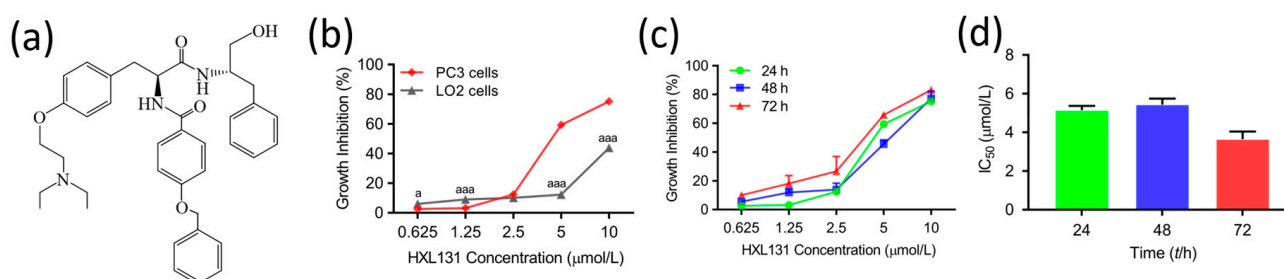 (a)
OH
O
N
H
HN
O
O
N
O
(b)
Growth Inhibition (%)
100
80
60
40
20
0
PC3 cells
LO2 cells
a
aaa
aaa
aaa
0.625 1.25 2.5 5 10
HXL131 Concentration (μmol/L)
(c)
Growth Inhibition (%)
100
80
60
40
20
0
24 h
48 h
72 h
0.625 1.25 2.5 5 10
HXL131 Concentration (μmol/L)
(d)
IC50 (μmol/L)
8
6
4
2
0
24 48 72
Time (t/h)